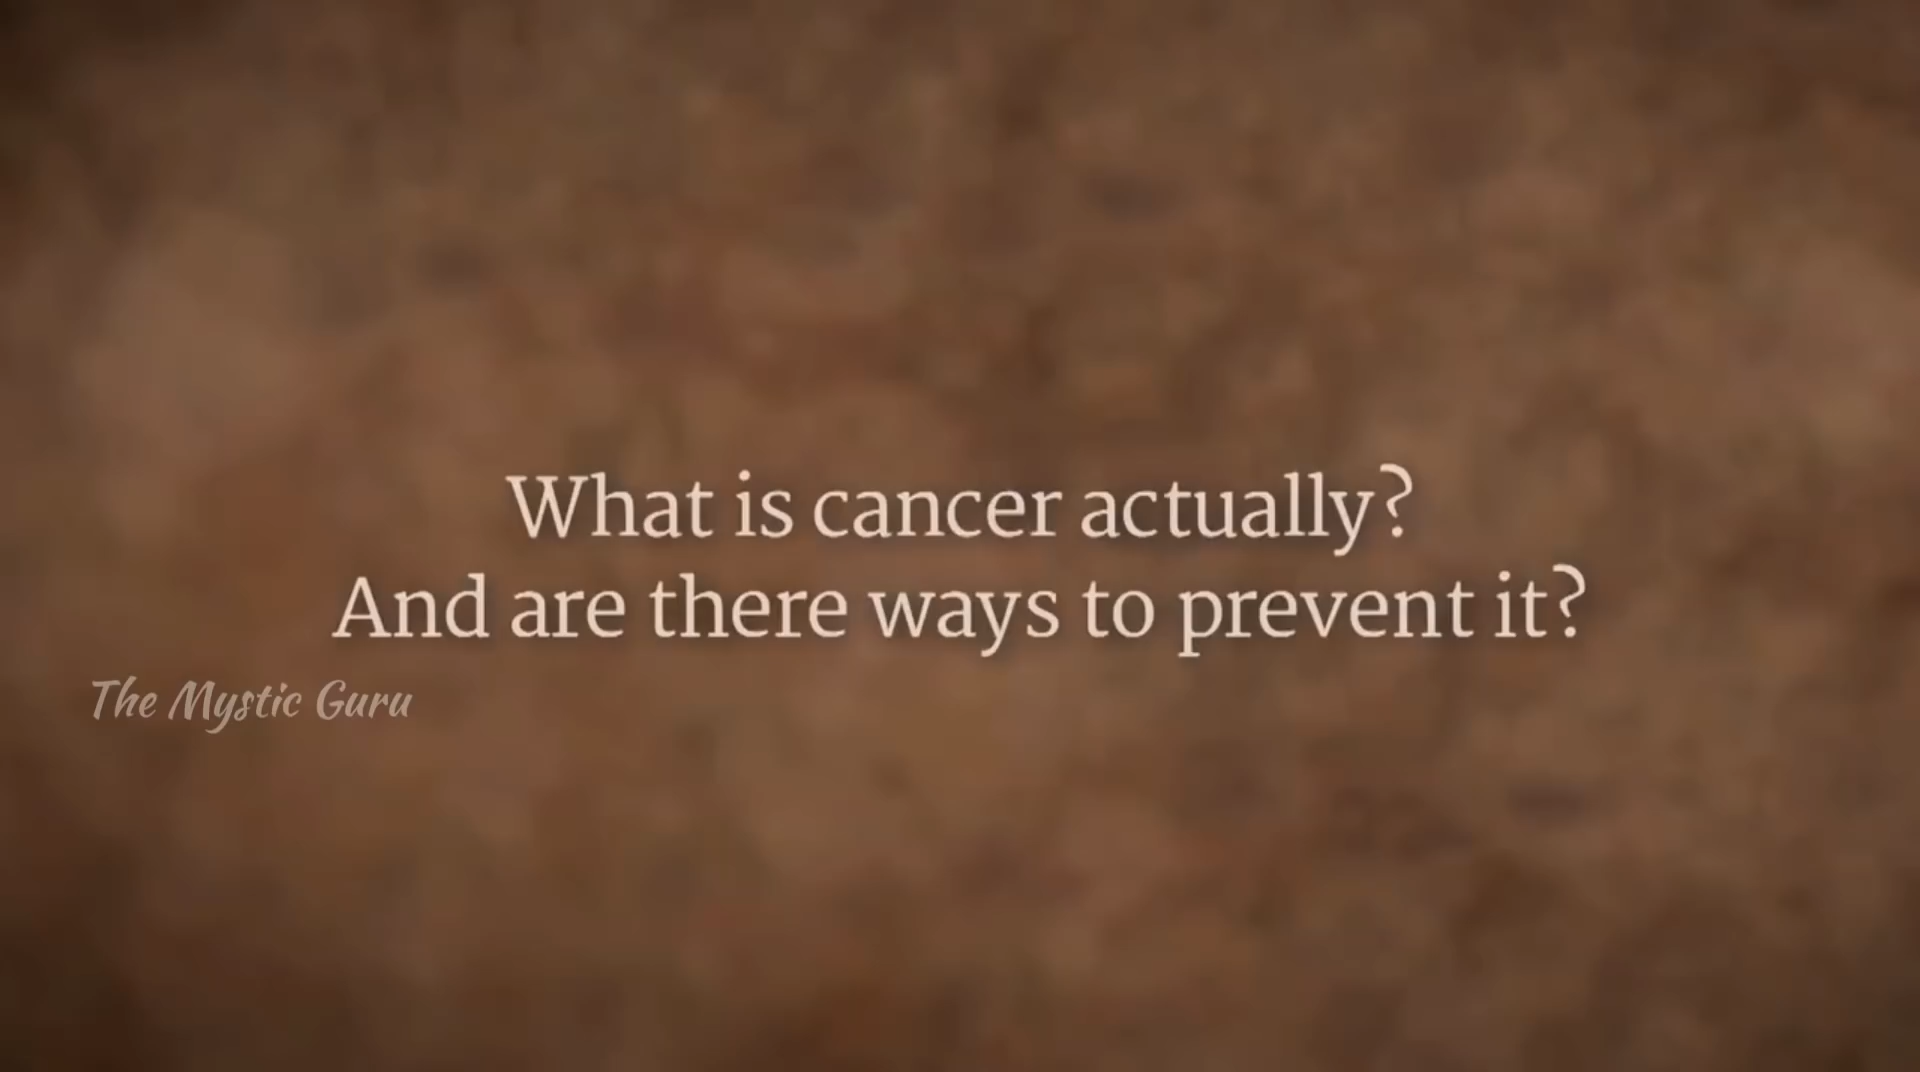 What is cancer actually?
And are there ways to prevent it?
The Mystic Guru